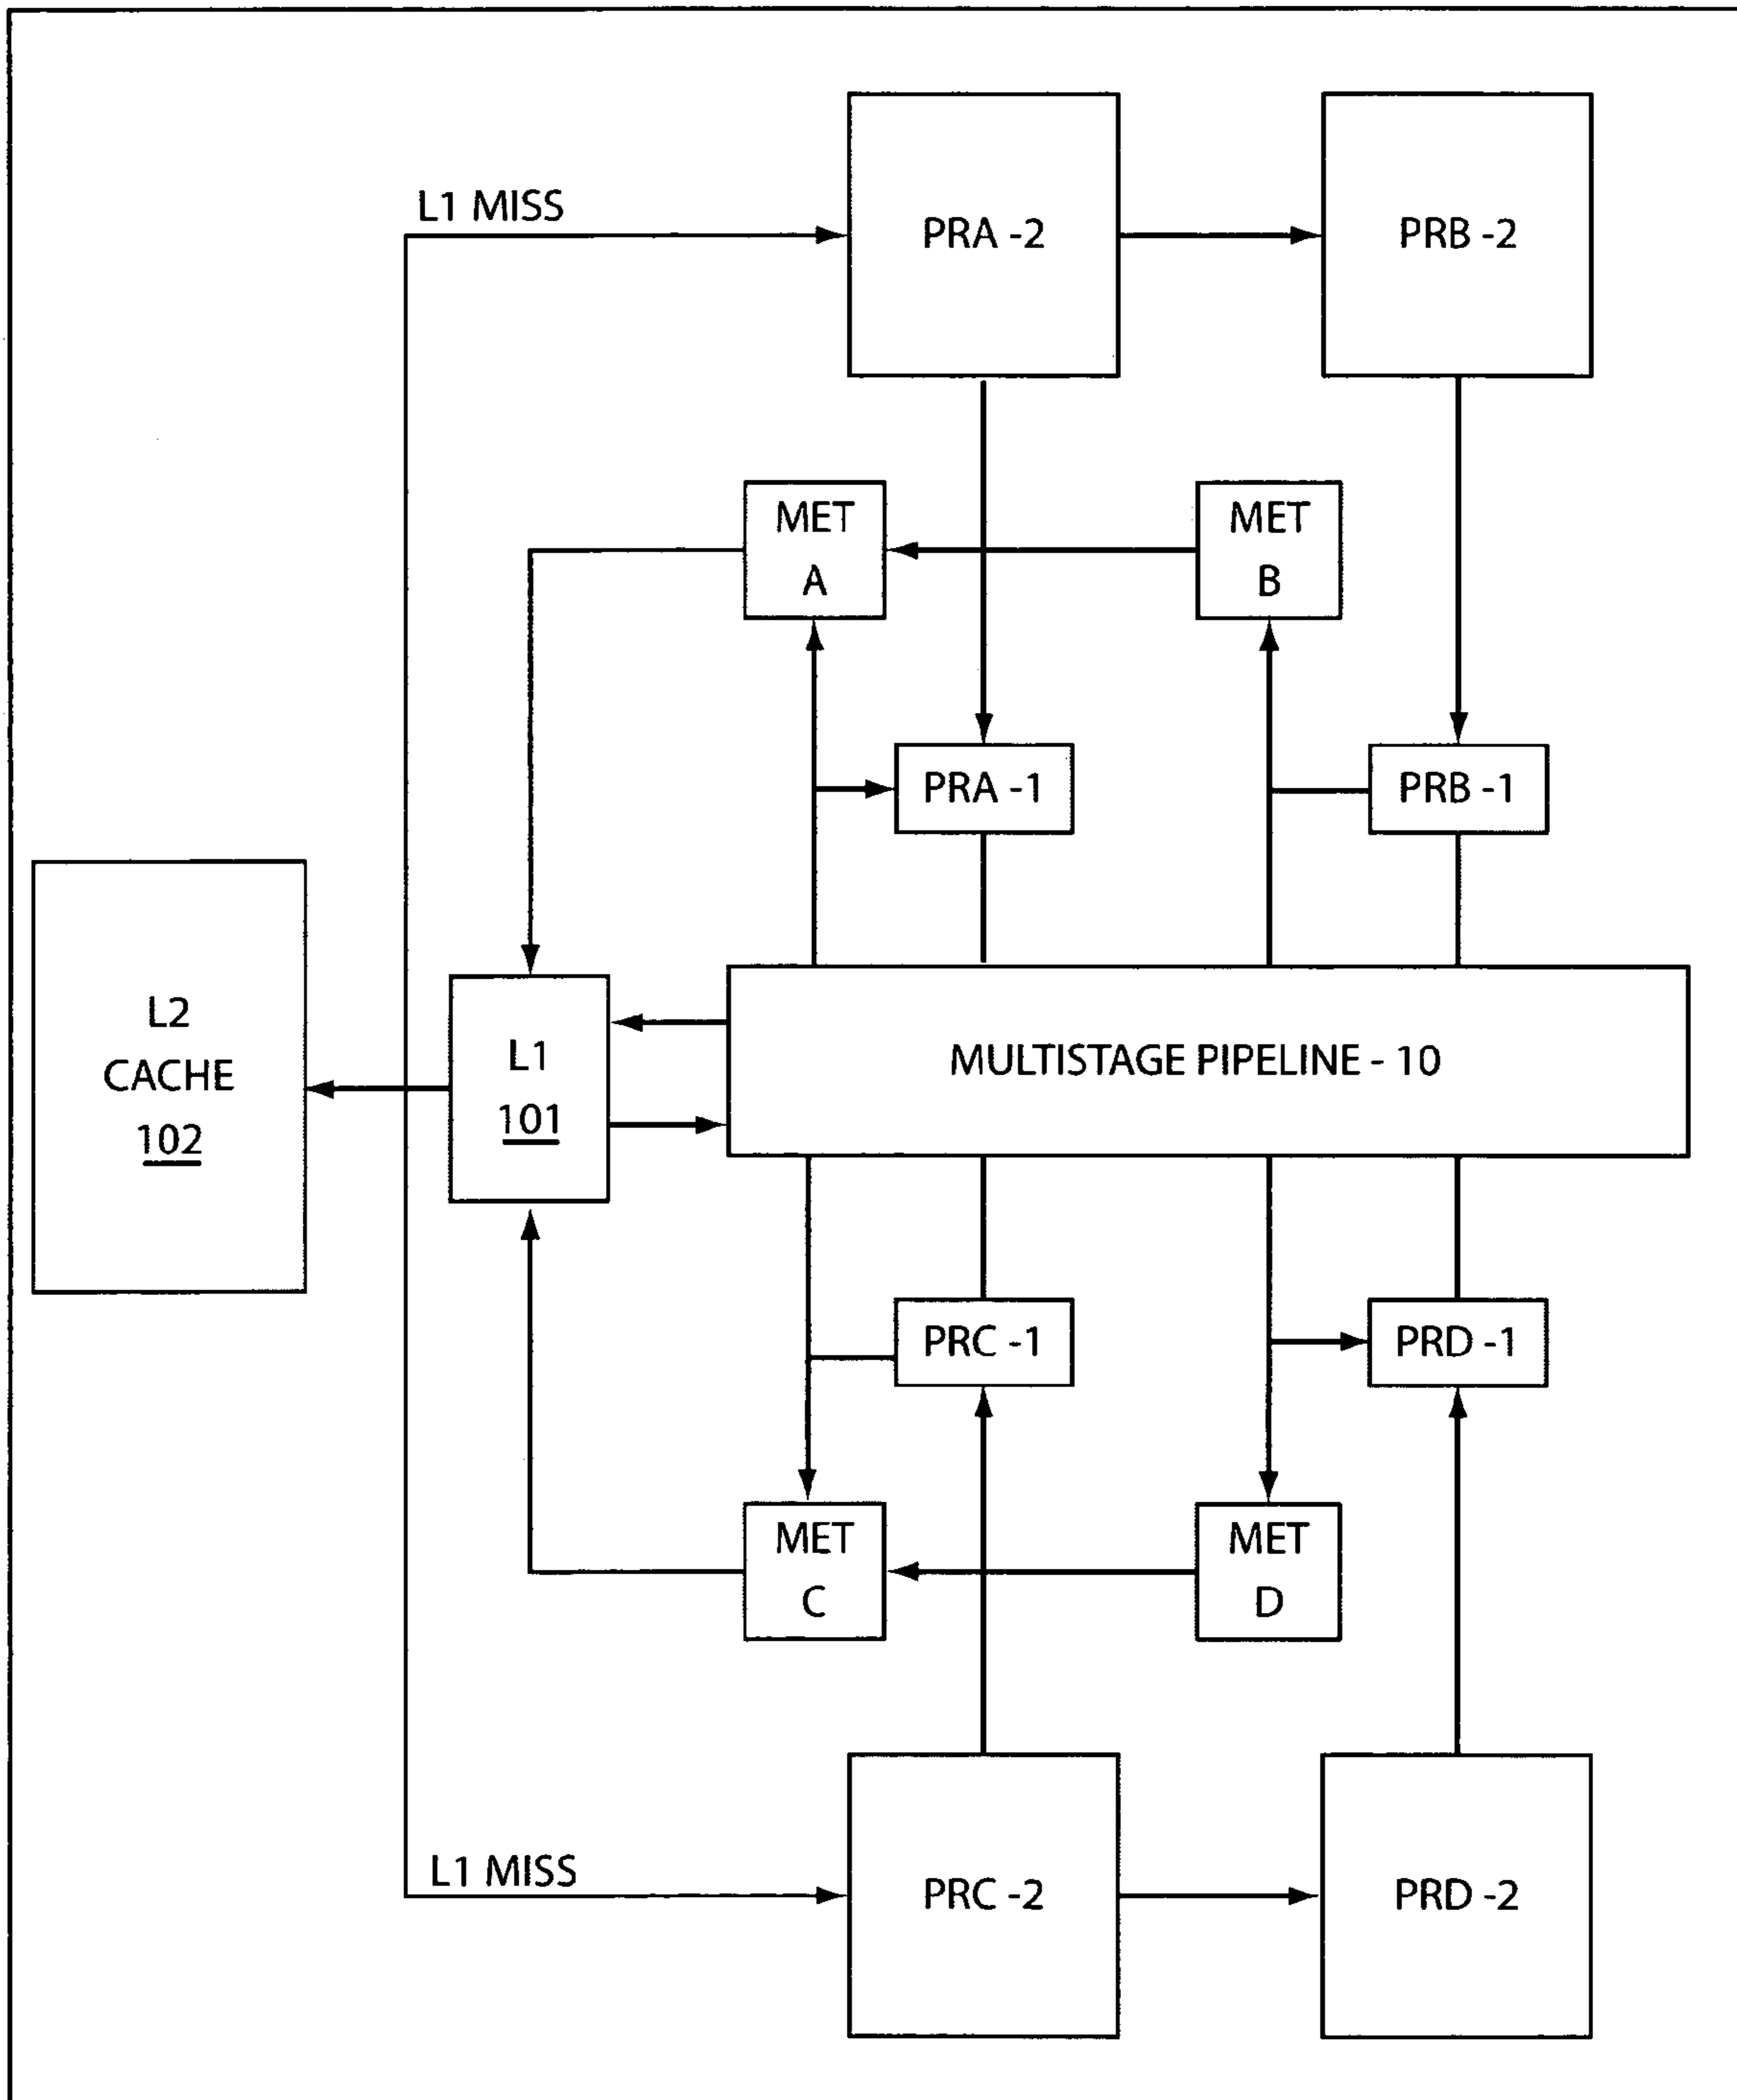 PRA -2
PRB -2
L1 MISS
MET
A
MET
B
PRA -1
PRB -1
L2
CACHE
102
L1
101
MULTISTAGE PIPELINE - 10
PRC -1
PRD -1
MET
C
MET
D
L1 MISS
PRC -2
PRD -2